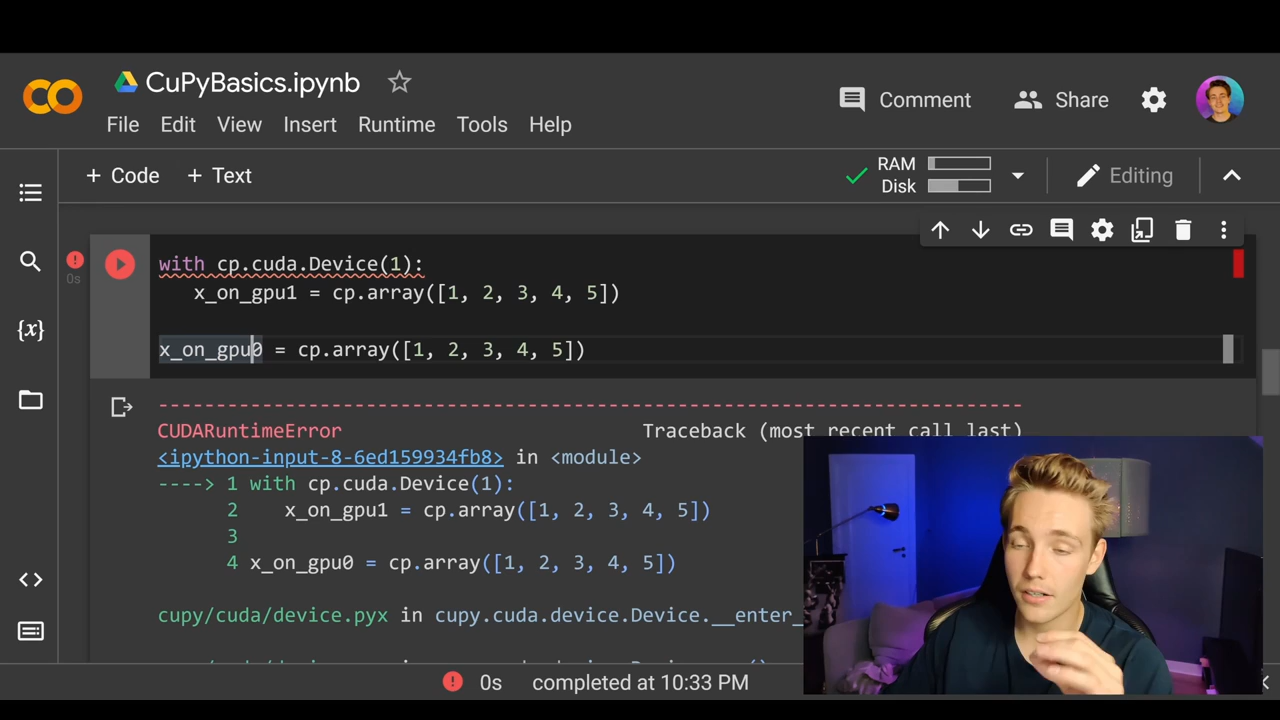 CuPyBasics.ipynb
Comment
Share
File Edit View Insert Runtime Tools Help
+ Code + Text
RAM
Disk
Editing
with cp.cuda.Device(1):
x_on_gpu1 = cp.array([1, 2, 3, 4, 5])
0s
x_on_gpu0 = cp.array([1, 2, 3, 4, 5])
---------------------------------------------------------------------------
CUDARuntimeError Traceback (most recent call last)
<ipython-input-8-6ed159934fb8> in <module>
----> 1 with cp.cuda.Device(1):
2 x_on_gpu1 = cp.array([1, 2, 3, 4, 5])
3
4 x_on_gpu0 = cp.array([1, 2, 3, 4, 5])
cupy/cuda/device.pyx in cupy.cuda.device.Device.__enter_
0s completed at 10:33 PM